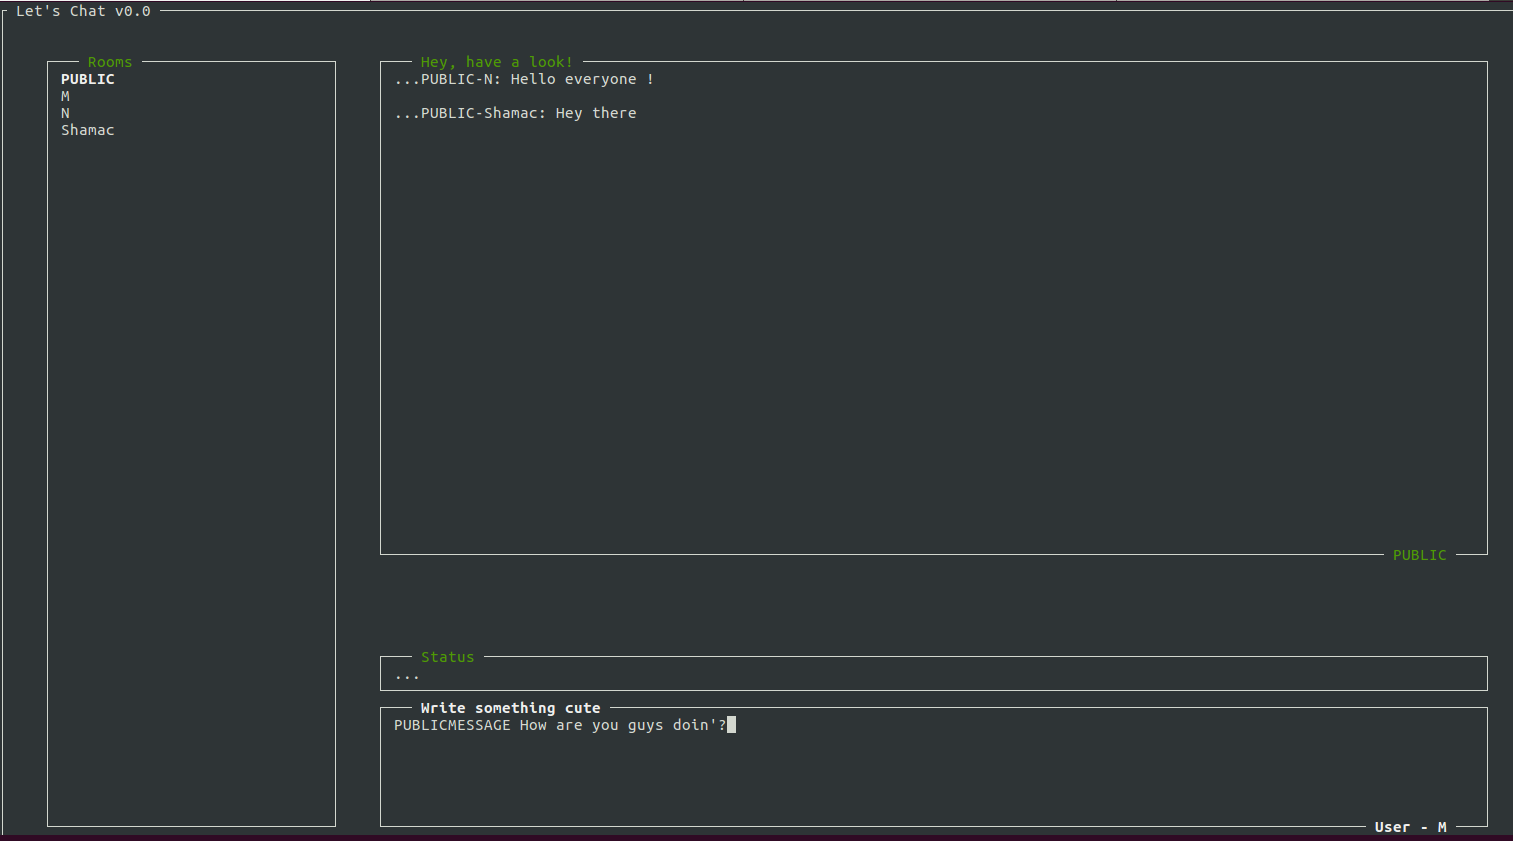 Let's Chat v0.0
Rooms
PUBLIC
M
N
Shamac
Hey, have a look!
...PUBLIC-N: Hello everyone !
...PUBLIC-Shamac: Hey there
PUBLIC
Status
...
Write something cute
PUBLICMESSAGE How are you guys doin'?
User - M